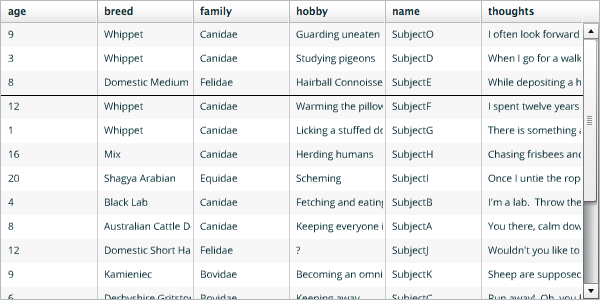 age breed family hobby name thoughts
9 Whippet Canidae Guarding uneaten SubjectO I often look forward
3 Whippet Canidae Studying pigeons SubjectD When I go for a walk
8 Domestic Medium Felidae Hairball Connoisse SubjectE While depositing a h
12 Whippet Canidae Warming the pillow SubjectF I spent twelve years
1 Whippet Canidae Licking a stuffed do SubjectG There is something a
16 Mix Canidae Herding humans SubjectH Chasing frisbees and
20 Shagya Arabian Equidae Scheming SubjectI Once I untie the rop
4 Black Lab Canidae Fetching and eating SubjectB I'm a lab. Throw the
8 Australian Cattle D Canidae Keeping everyone i SubjectA You there, calm dow
12 Domestic Short Ha Felidae ? SubjectJ Wouldn't you like to
9 Kamieniec Bovidae Becoming an omni SubjectK Sheep are supposed
6 Derbyshire Gritston Bovidae Keeping away SubjectC Run away! Oh, you